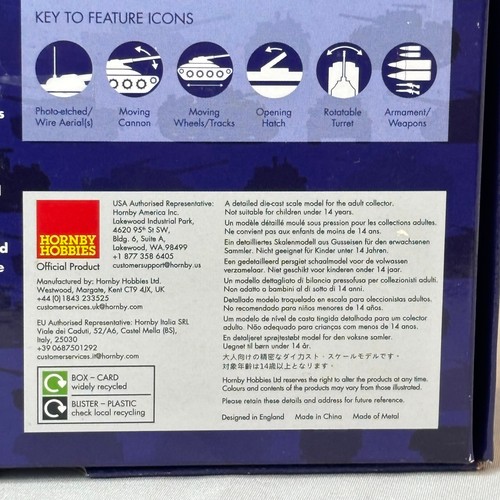 KEY TO FEATURE ICONS
Photo-etched/
Wire Aerial(s)
Moving
Cannon
Moving
Wheels/Tracks
Opening
Hatch
Rotatable
Turret
Armament/
Weapons
HORNBY
HOBBIES
Official Product
USA Authorised Representative:
Hornby America Inc.
Lakewood Industrial Park,
4620 95th St SW,
Bldg. 6, Suite A,
Lakewood, WA.98499
+1 877 358 6405
customersupport@hornby.us
Manufactured by: Hornby Hobbies Ltd.
Westwood, Margate, Kent CT9 4JX, UK
+44 (0)1843 233525
customerservices.uk@hornby.com
EU Authorised Representative: Hornby Italia SRL
Viale dei Caduti, 52/A6, Castel Mella (BS),
Italy, 25030
+39 0687501292
customerservices.it@hornby.com
BOX – CARD
widely recycled
BLISTER – PLASTIC
check local recycling
A detailed die-cast scale model for the adult collector.
Not suitable for children under 14 years.
Un modèle détaillé moulé sous pression pour les collections adultes.
Ne convient pas aux enfants de moins de 14 ans.
Ein detailliertes Skalenmodell aus Gusseisen für den erwachsenen
Sammler. Nicht geeignet für Kinder unter 14 Jahren.
Een gedetailleerd persgiet schaalmodel voor de volwassen
verzamelaar. Niet geschikt voor kinderen onder 14 jaar.
Un modello dettagliato di bilancia pressofusa per collezionisti adulti.
Non adatto a bambini al di sotto di 14 anni.
Detallado modelo troquelado en escala para coleccionistas adultos.
No recomendado para niños menores de 14 años.
Um modelo de nível de casta tingida detalhada para um colector
adulto. Não adequado para crianças com menos de 14 anos.
En detaljeret sprøjtestøbt model for den voksne samler.
Uegnet til børn under 14 år.
大人向けの精密なダイカスト・スケールモデルです。
対象年齢は14歳以上となります。
Hornby Hobbies Ltd reserves the right to alter the products at any time.
Colours and contents of the products may vary from those illustrated.
Please retain these details and address for future reference.
Designed in England Made in China Made of Metal